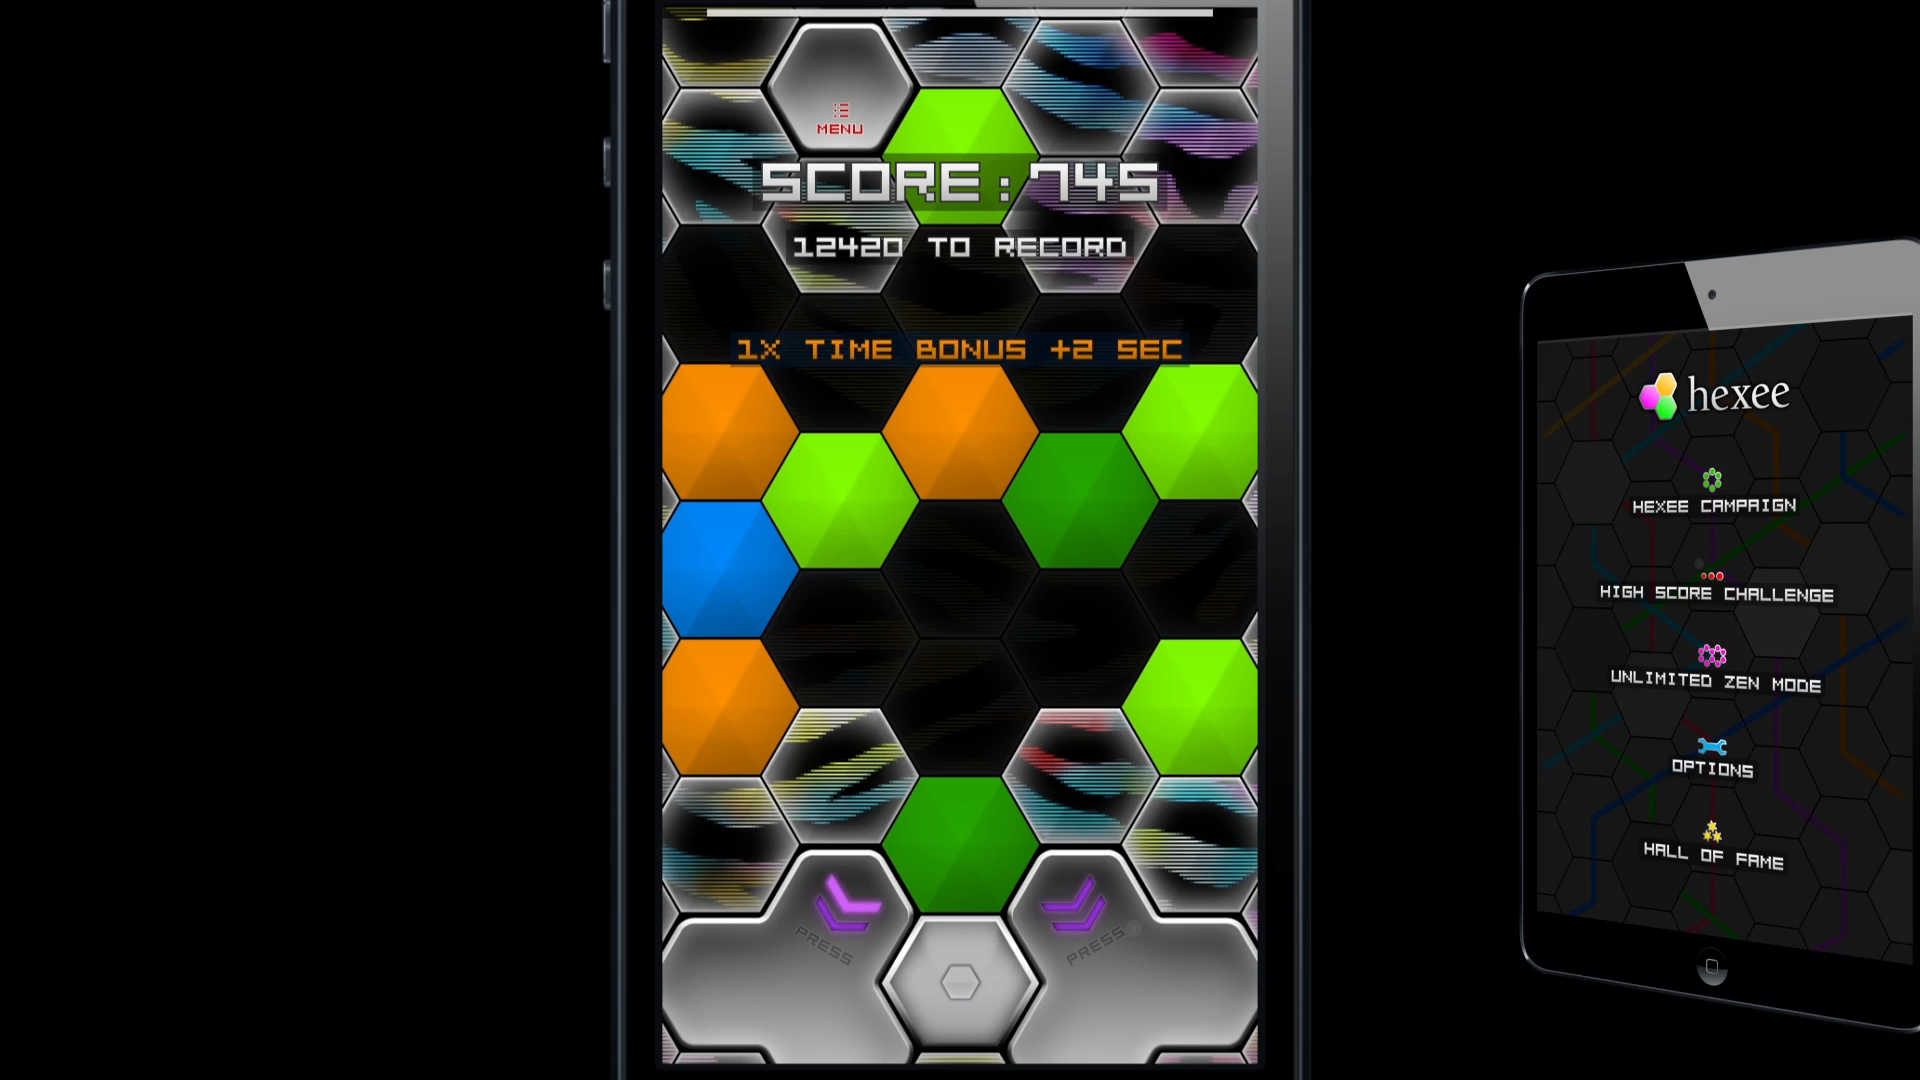 MENU
SCORE:745
12420 TO RECORD
1X TIME BONUS +2 SEC
PRESS
PRESS
hexee
HEXEE CAMPAIGN
HIGH SCORE CHALLENGE
UNLIMITED ZEN MODE
OPTIONS
HALL OF FAME